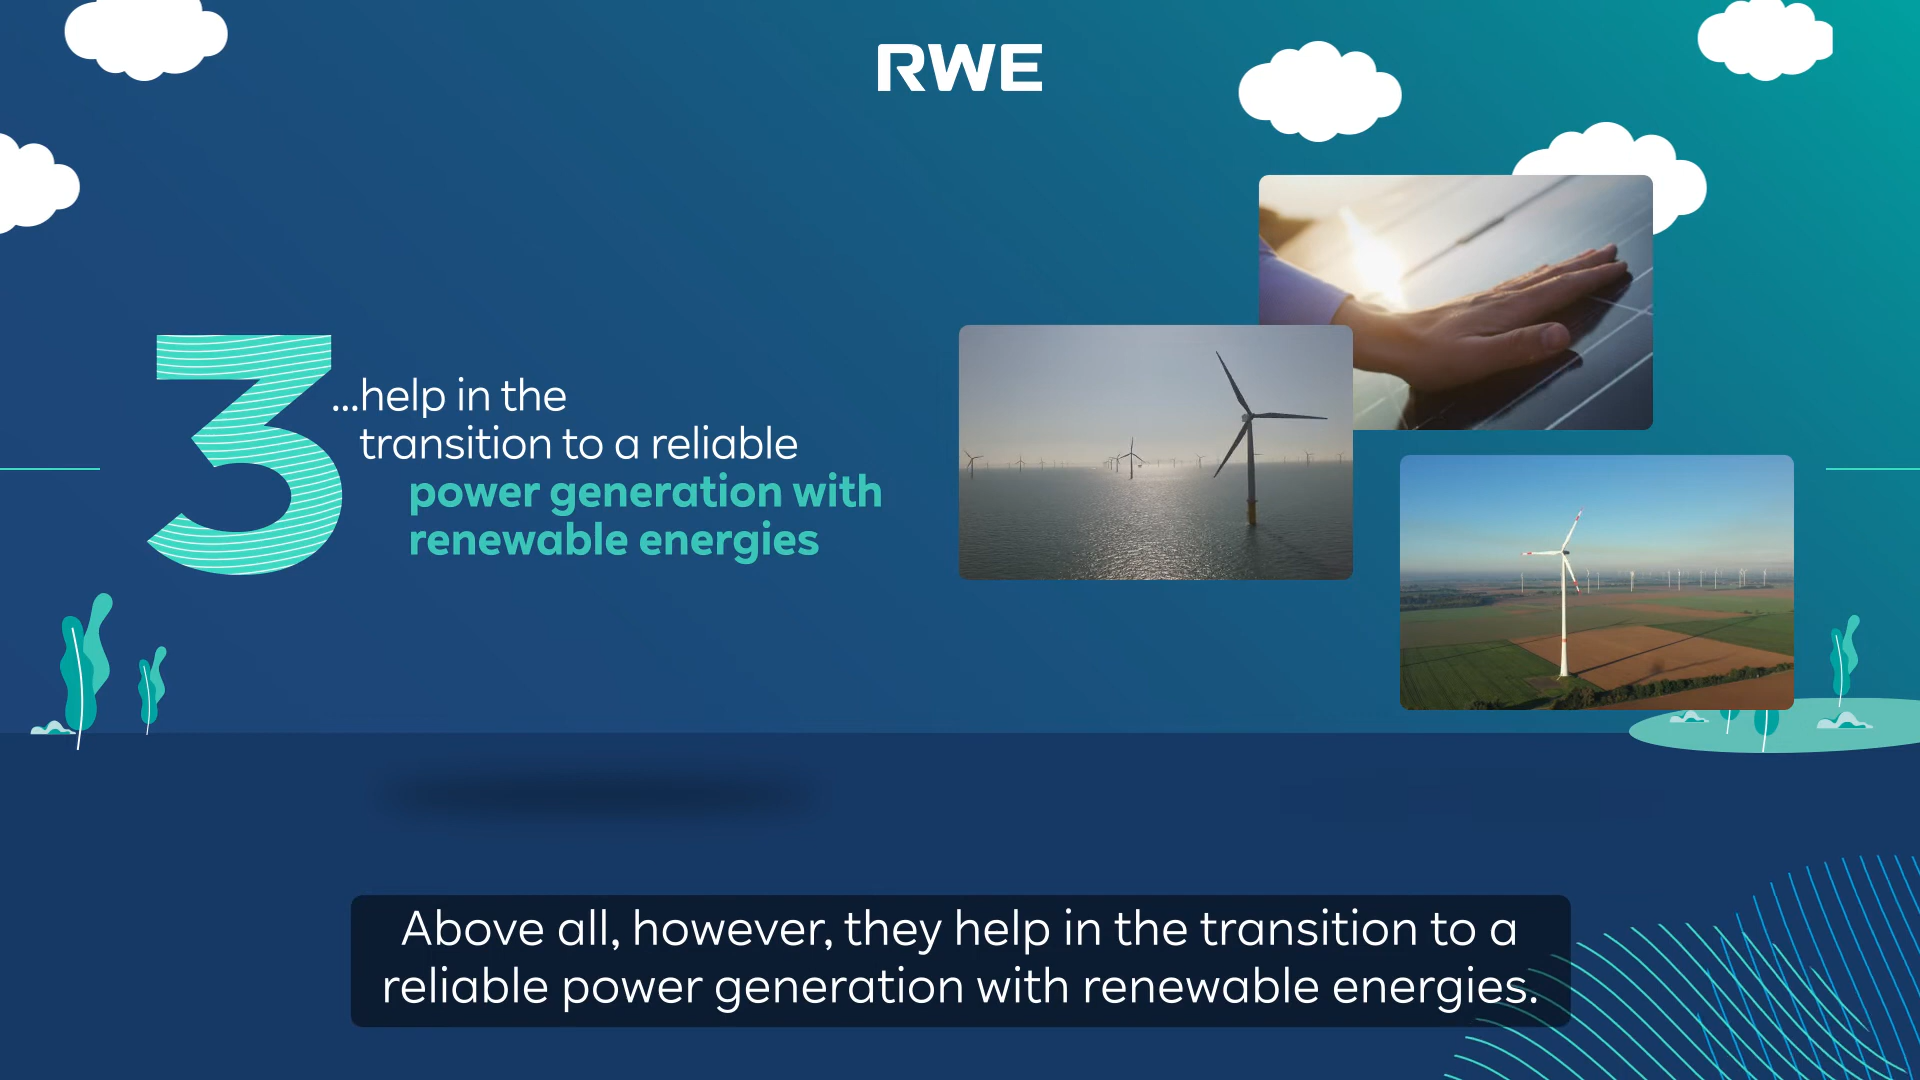 RWE
3
...help in the
transition to a reliable
power generation with
renewable energies
Above all, however, they help in the transition to a
reliable power generation with renewable energies.